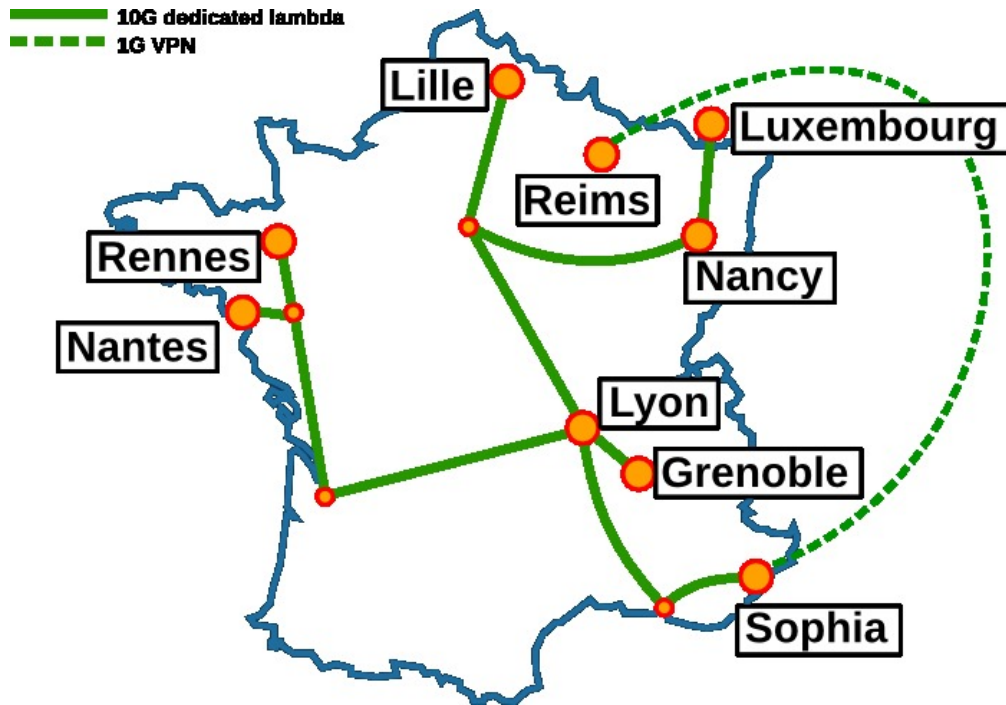 10G dedicated lambda
1G VPN
Lille
Luxembourg
Reims
Rennes
Nancy
Nantes
Lyon
Grenoble
Sophia